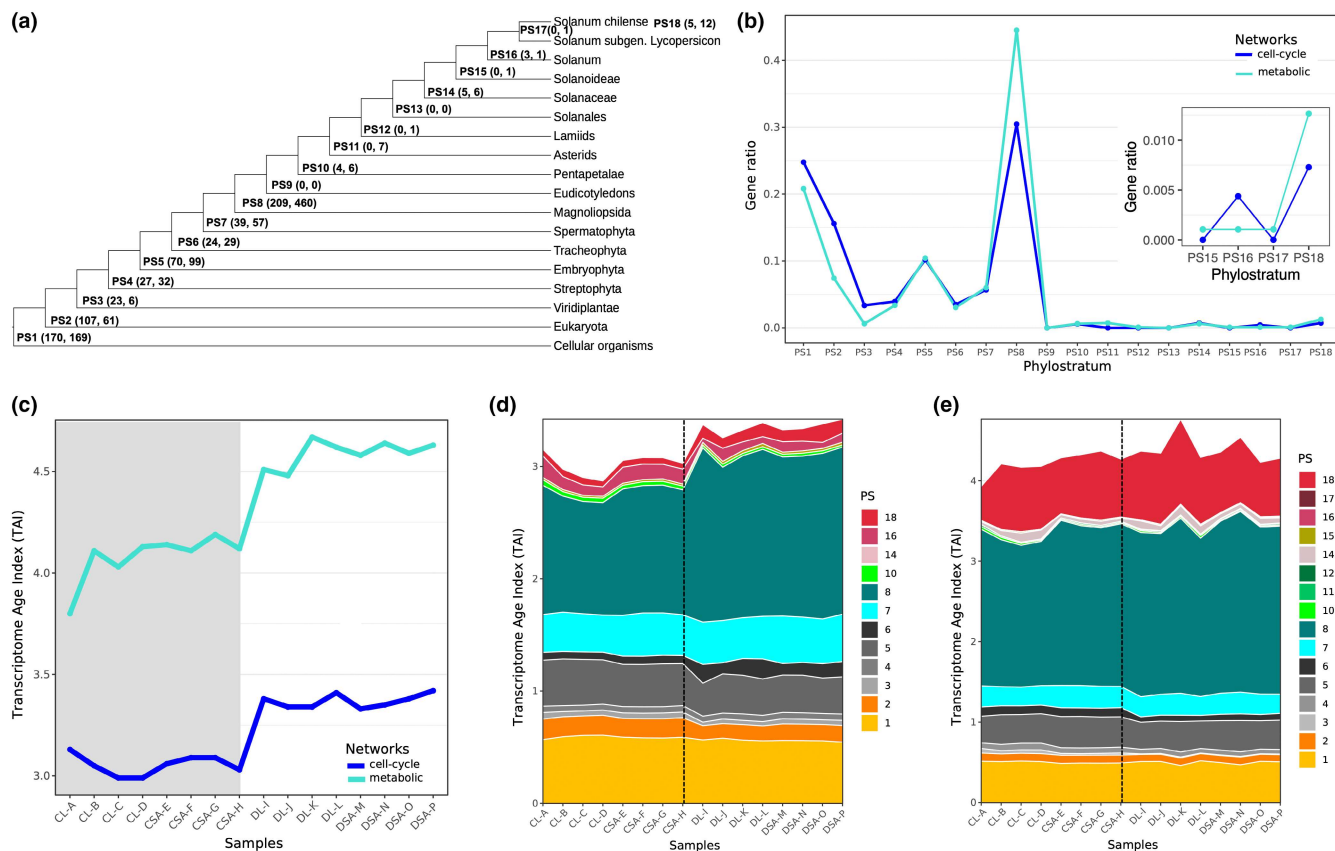 (a)
Solanum chilense PS18 (5, 12)
PS17(0, 1)
Solanum subgen. Lycopersicon
PS16 (3, 1)
Solanum
PS15 (0, 1)
Solanoideae
PS14 (5, 6)
Solanaceae
PS13 (0, 0)
Solanales
PS12 (0, 1)
Lamiids
PS11 (0, 7)
Asterids
PS10 (4, 6)
Pentapetalae
PS9 (0, 0)
Eudicotyledons
PS8 (209, 460)
Magnoliopsida
PS7 (39, 57)
Spermatophyta
PS6 (24, 29)
Tracheophyta
PS5 (70, 99)
Embryophyta
PS4 (27, 32)
Streptophyta
PS3 (23, 6)
Viridiplantae
PS2 (107, 61)
Eukaryota
PS1 (170, 169)
Cellular organisms
(b)
Networks
cell-cycle
metabolic
Gene ratio
0.4
0.3
0.2
0.1
0.0
PS1 PS2 PS3 PS4 PS5 PS6 PS7 PS8 PS9 PS10 PS11 PS12 PS13 PS14 PS15 PS16 PS17 PS18
Phylostratum
Gene ratio
0.010
0.005
0.000
PS15 PS16 PS17 PS18
Phylostratum
(c)
Transcriptome Age Index (TAI)
4.5
4.0
3.5
3.0
Networks
cell-cycle
metabolic
CL-A CL-B CL-C CL-D CSA-E CSA-F CSA-G CSA-H DL-I DL-J DL-K DL-L DSA-M DSA-N DSA-O DSA-P
Samples
(d)
Transcriptome Age Index (TAI)
3
2
1
0
CL-A CL-B CL-C CL-D CSA-E CSA-F CSA-G CSA-H DL-I DL-J DL-K DL-L DSA-M DSA-N DSA-O DSA-P
Samples
PS
18
16
14
10
8
7
6
5
4
3
2
1
(e)
Transcriptome Age Index (TAI)
4
3
2
1
0
CL-A CL-B CL-C CL-D CSA-E CSA-F CSA-G CSA-H DL-I DL-J DL-K DL-L DSA-M DSA-N DSA-O DSA-P
Samples
PS
18
17
16
15
14
12
11
10
8
7
6
5
4
3
2
1